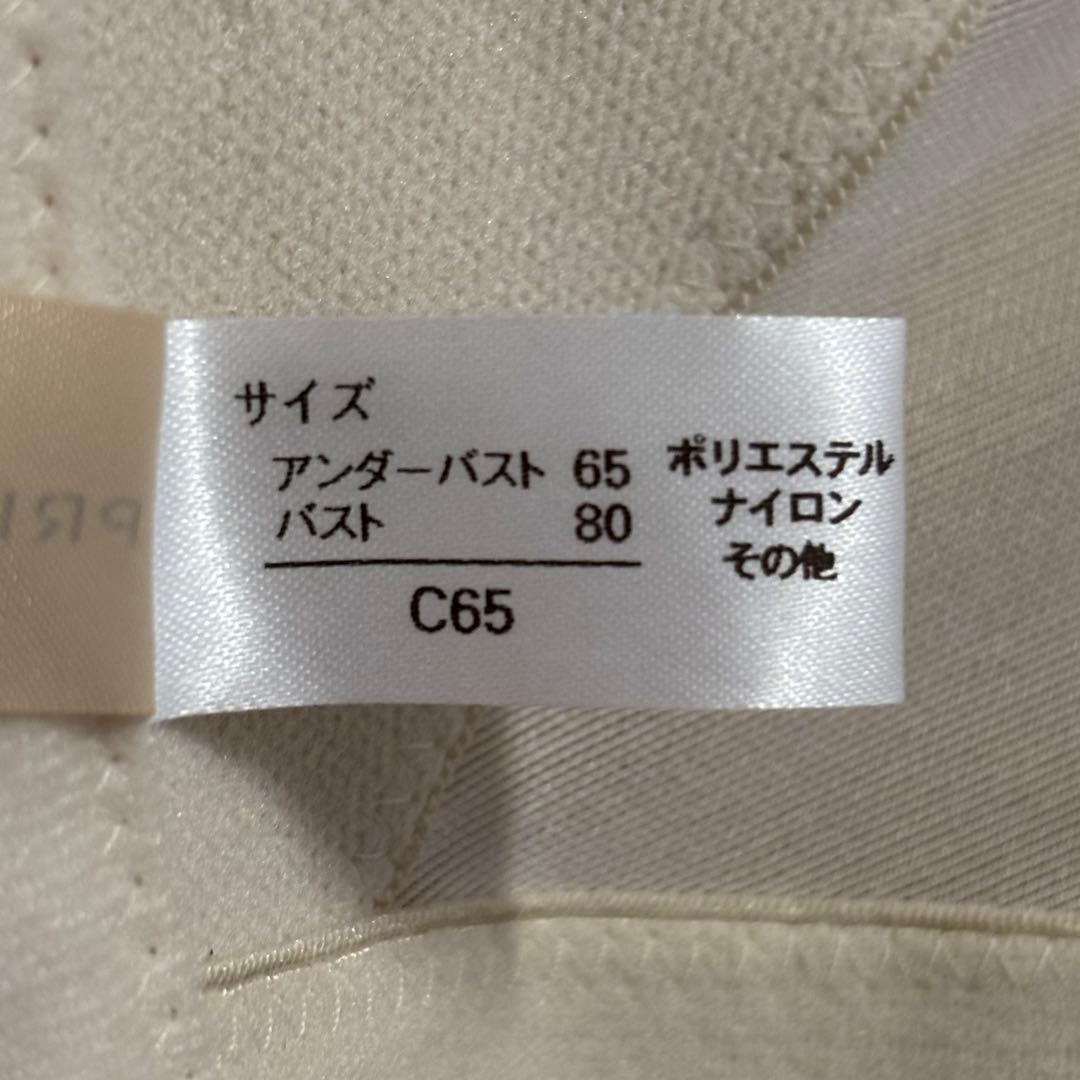 サイズ
アンダーバスト 65
バスト 80
C65
ポリエステル
ナイロン
その他